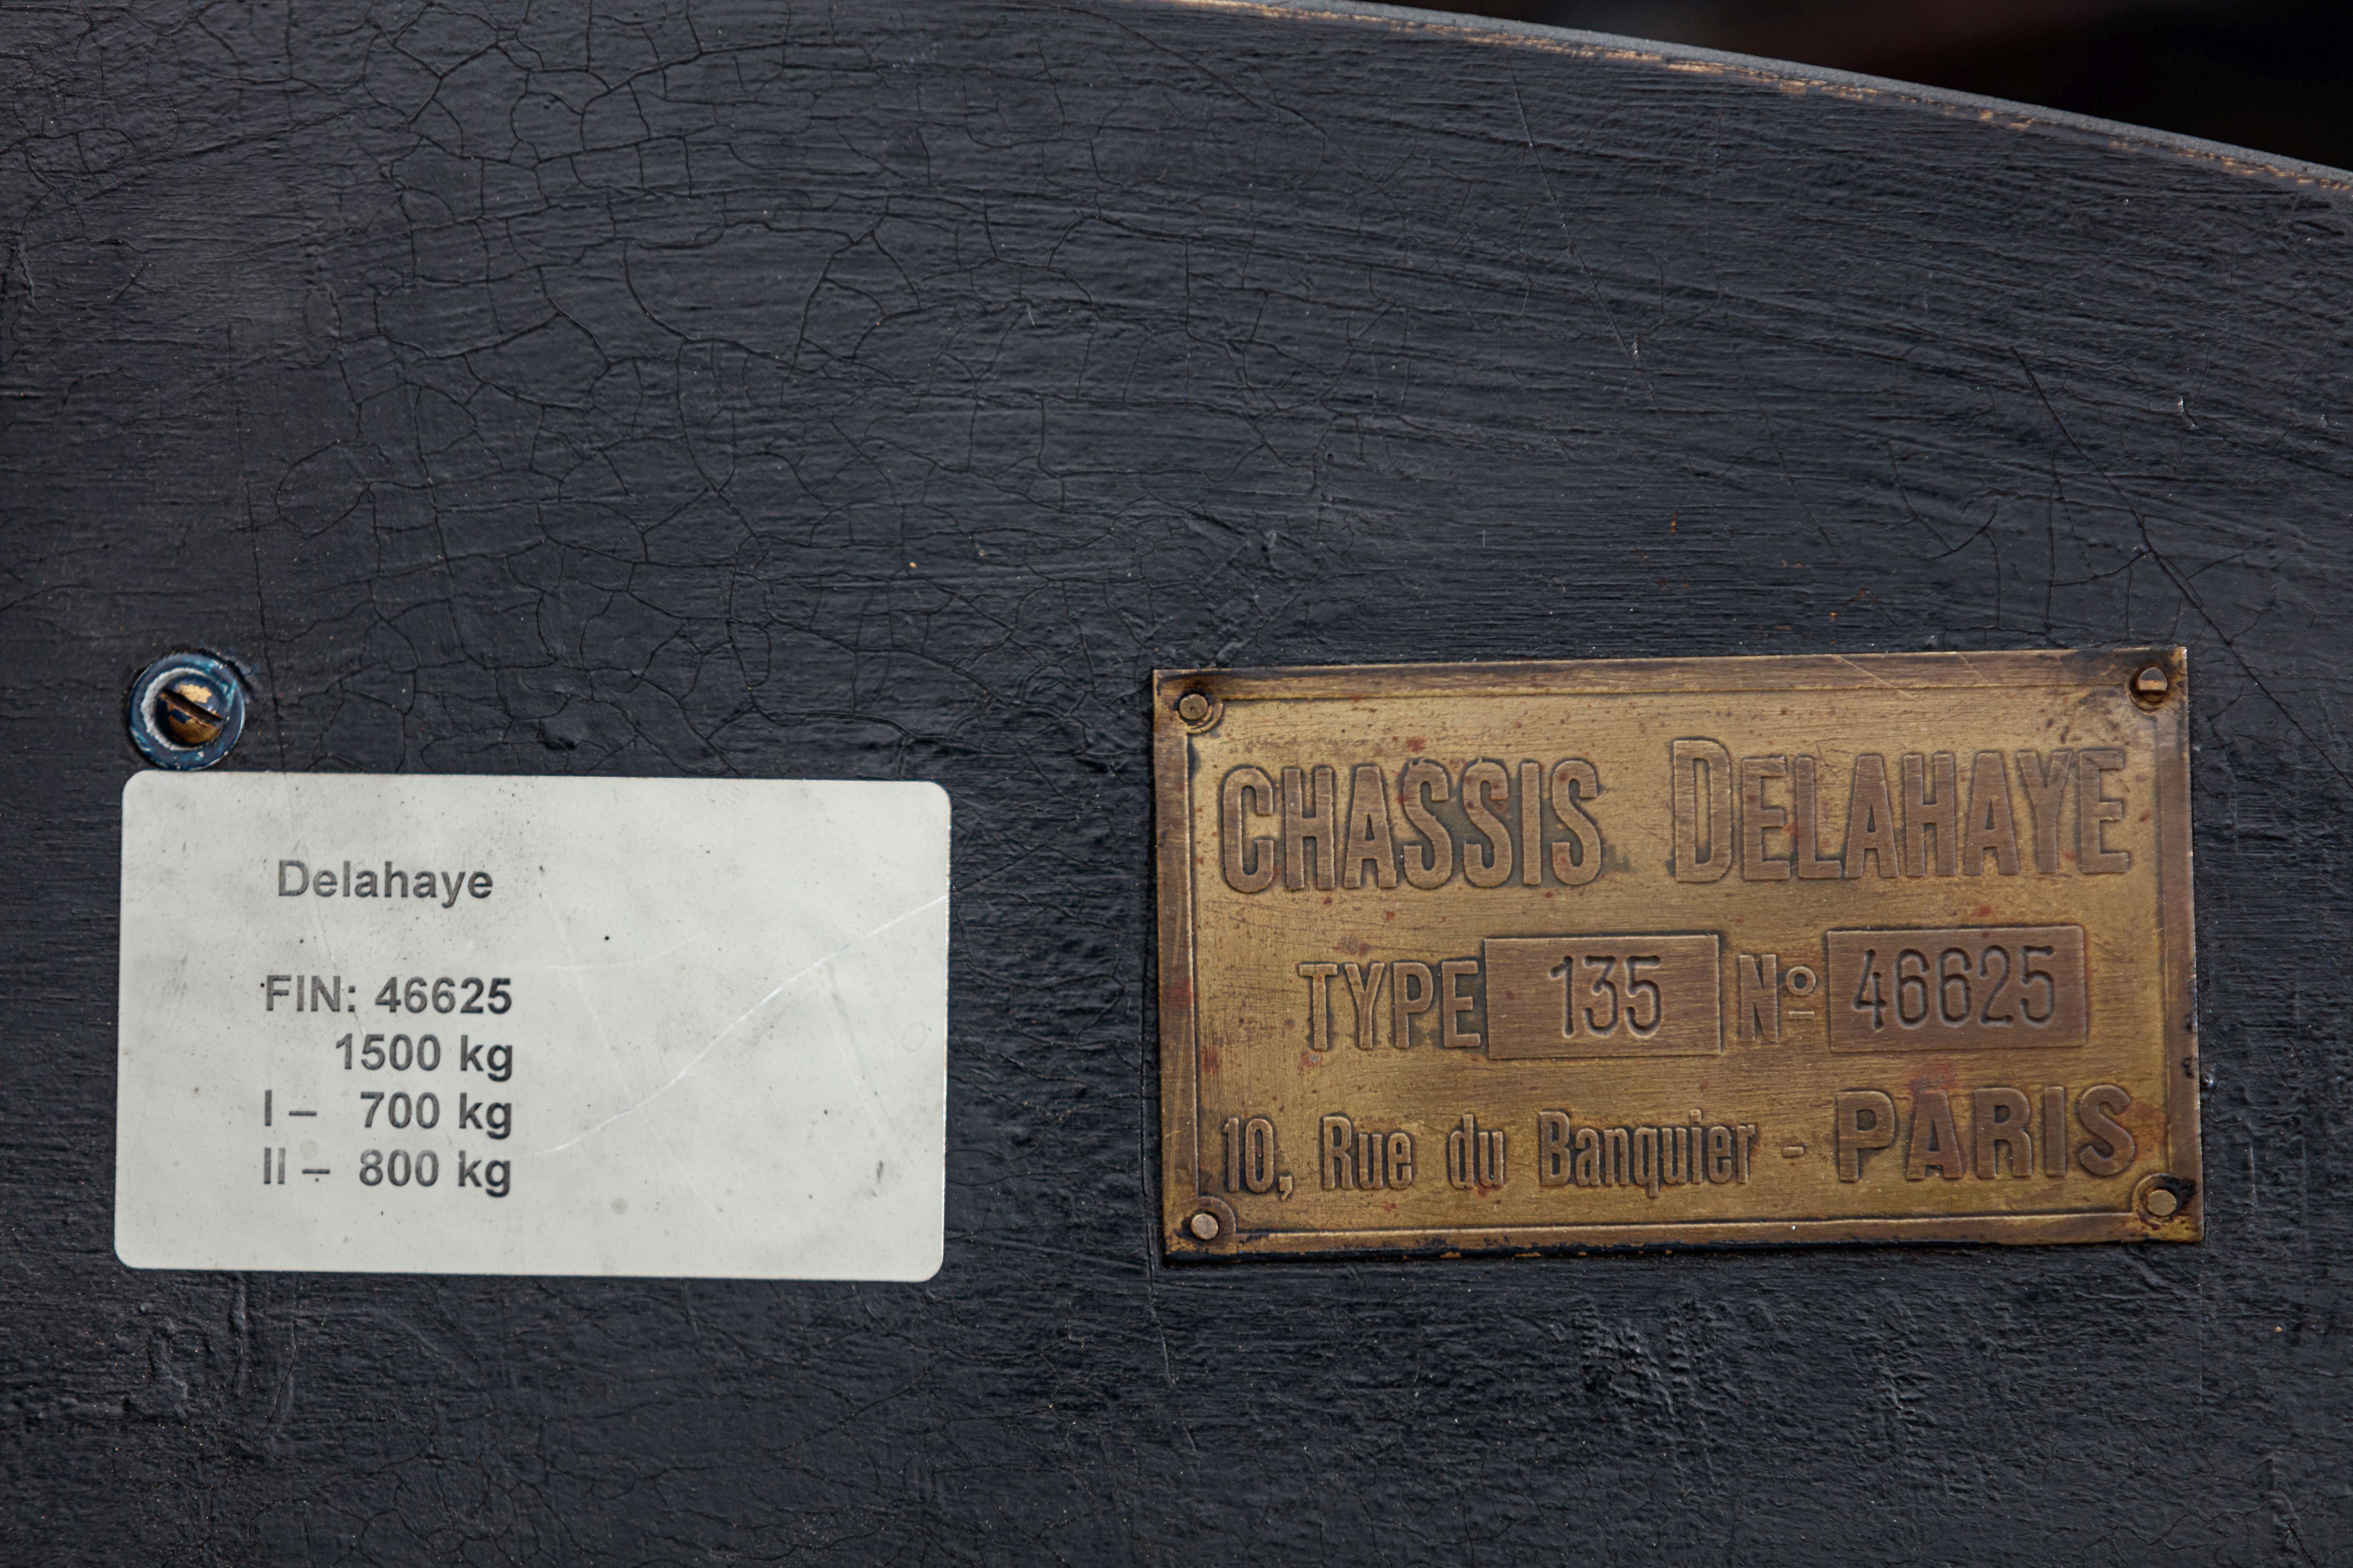 Delahaye
FIN: 46625
1500 kg
I – 700 kg
II – 800 kg
CHASSIS DELAHAYE
TYPE 135 Nº 46625
10, Rue du Banquier - PARIS